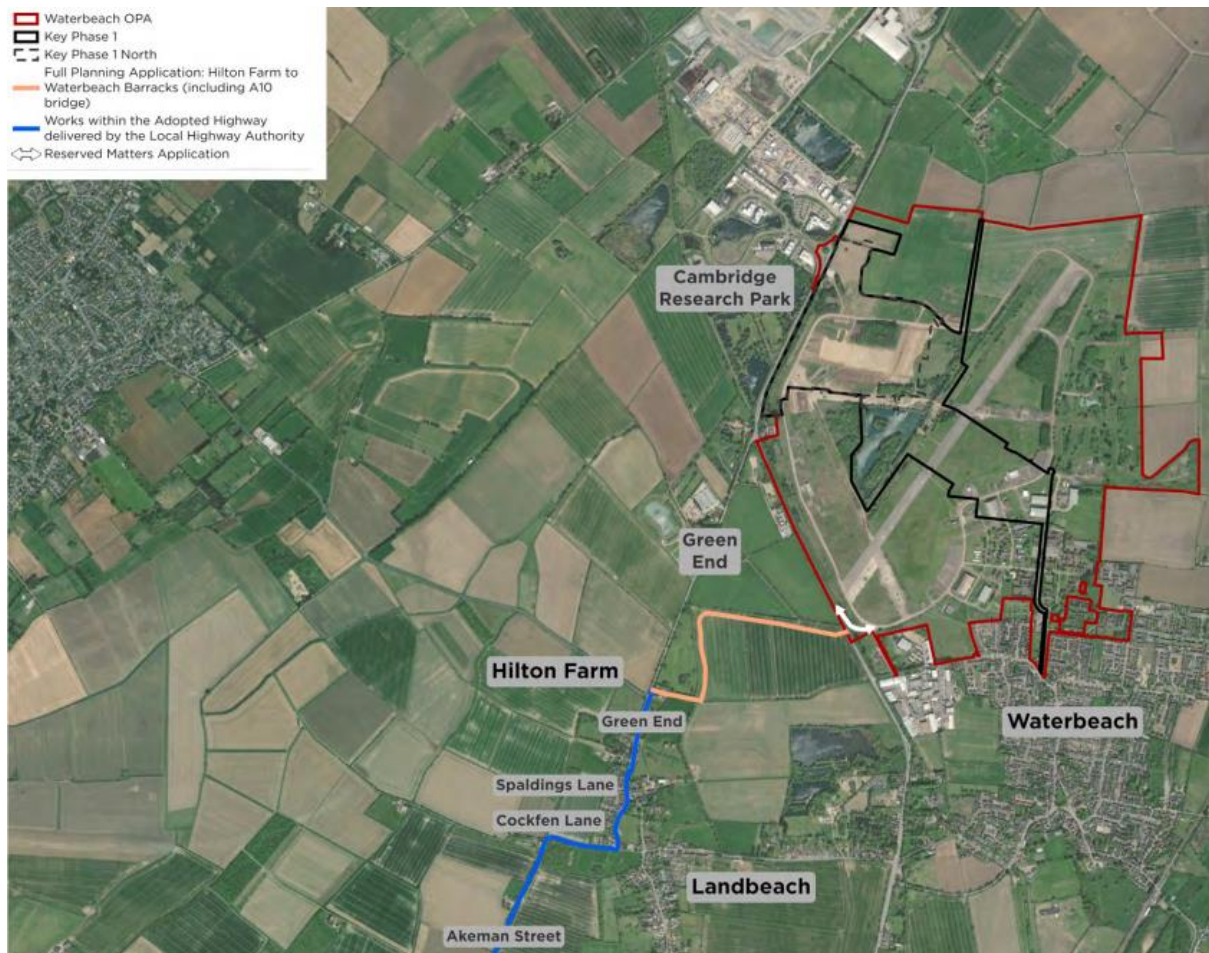 Waterbeach OPA
Key Phase 1
Key Phase 1 North
Full Planning Application: Hilton Farm to
Waterbeach Barracks (including A10
bridge)
Works within the Adopted Highway
delivered by the Local Highway Authority
Reserved Matters Application
Cambridge
Research Park
Green
End
Hilton Farm
Green End
Waterbeach
Spaldings Lane
Cockfen Lane
Landbeach
Akeman Street